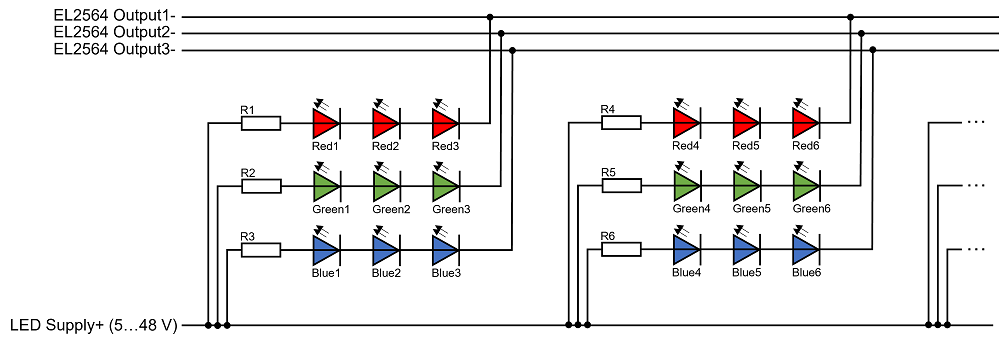 EL2564 Output1-
EL2564 Output2-
EL2564 Output3-
R1
R4
Red1 Red2 Red3
Red4 Red5 Red6
...
R2
R5
Green1 Green2 Green3
Green4 Green5 Green6
...
R3
R6
Blue1 Blue2 Blue3
Blue4 Blue5 Blue6
...
LED Supply+ (5...48 V)